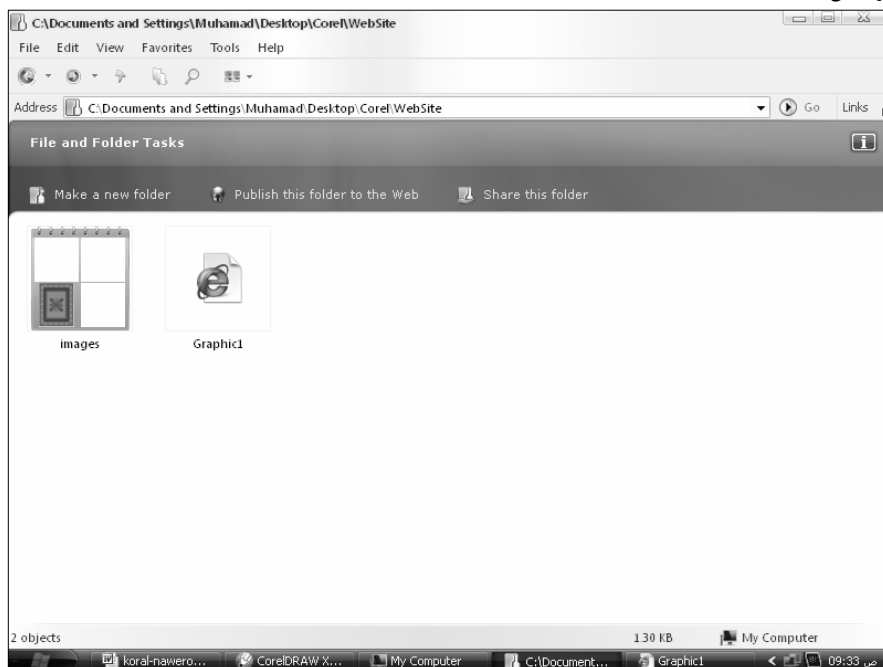 C:\Documents and Settings\Muhamad\Desktop\Corel\WebSite
File Edit View Favorites Tools Help
Address C:\Documents and Settings\Muhamad\Desktop\Corel\WebSite Go Links
File and Folder Tasks
Make a new folder Publish this folder to the Web Share this folder
images Graphic1
2 objects 1.30 KB My Computer
koral-nawero... CorelDRAW X... My Computer C:\Document... Graphic1 09:33 ص